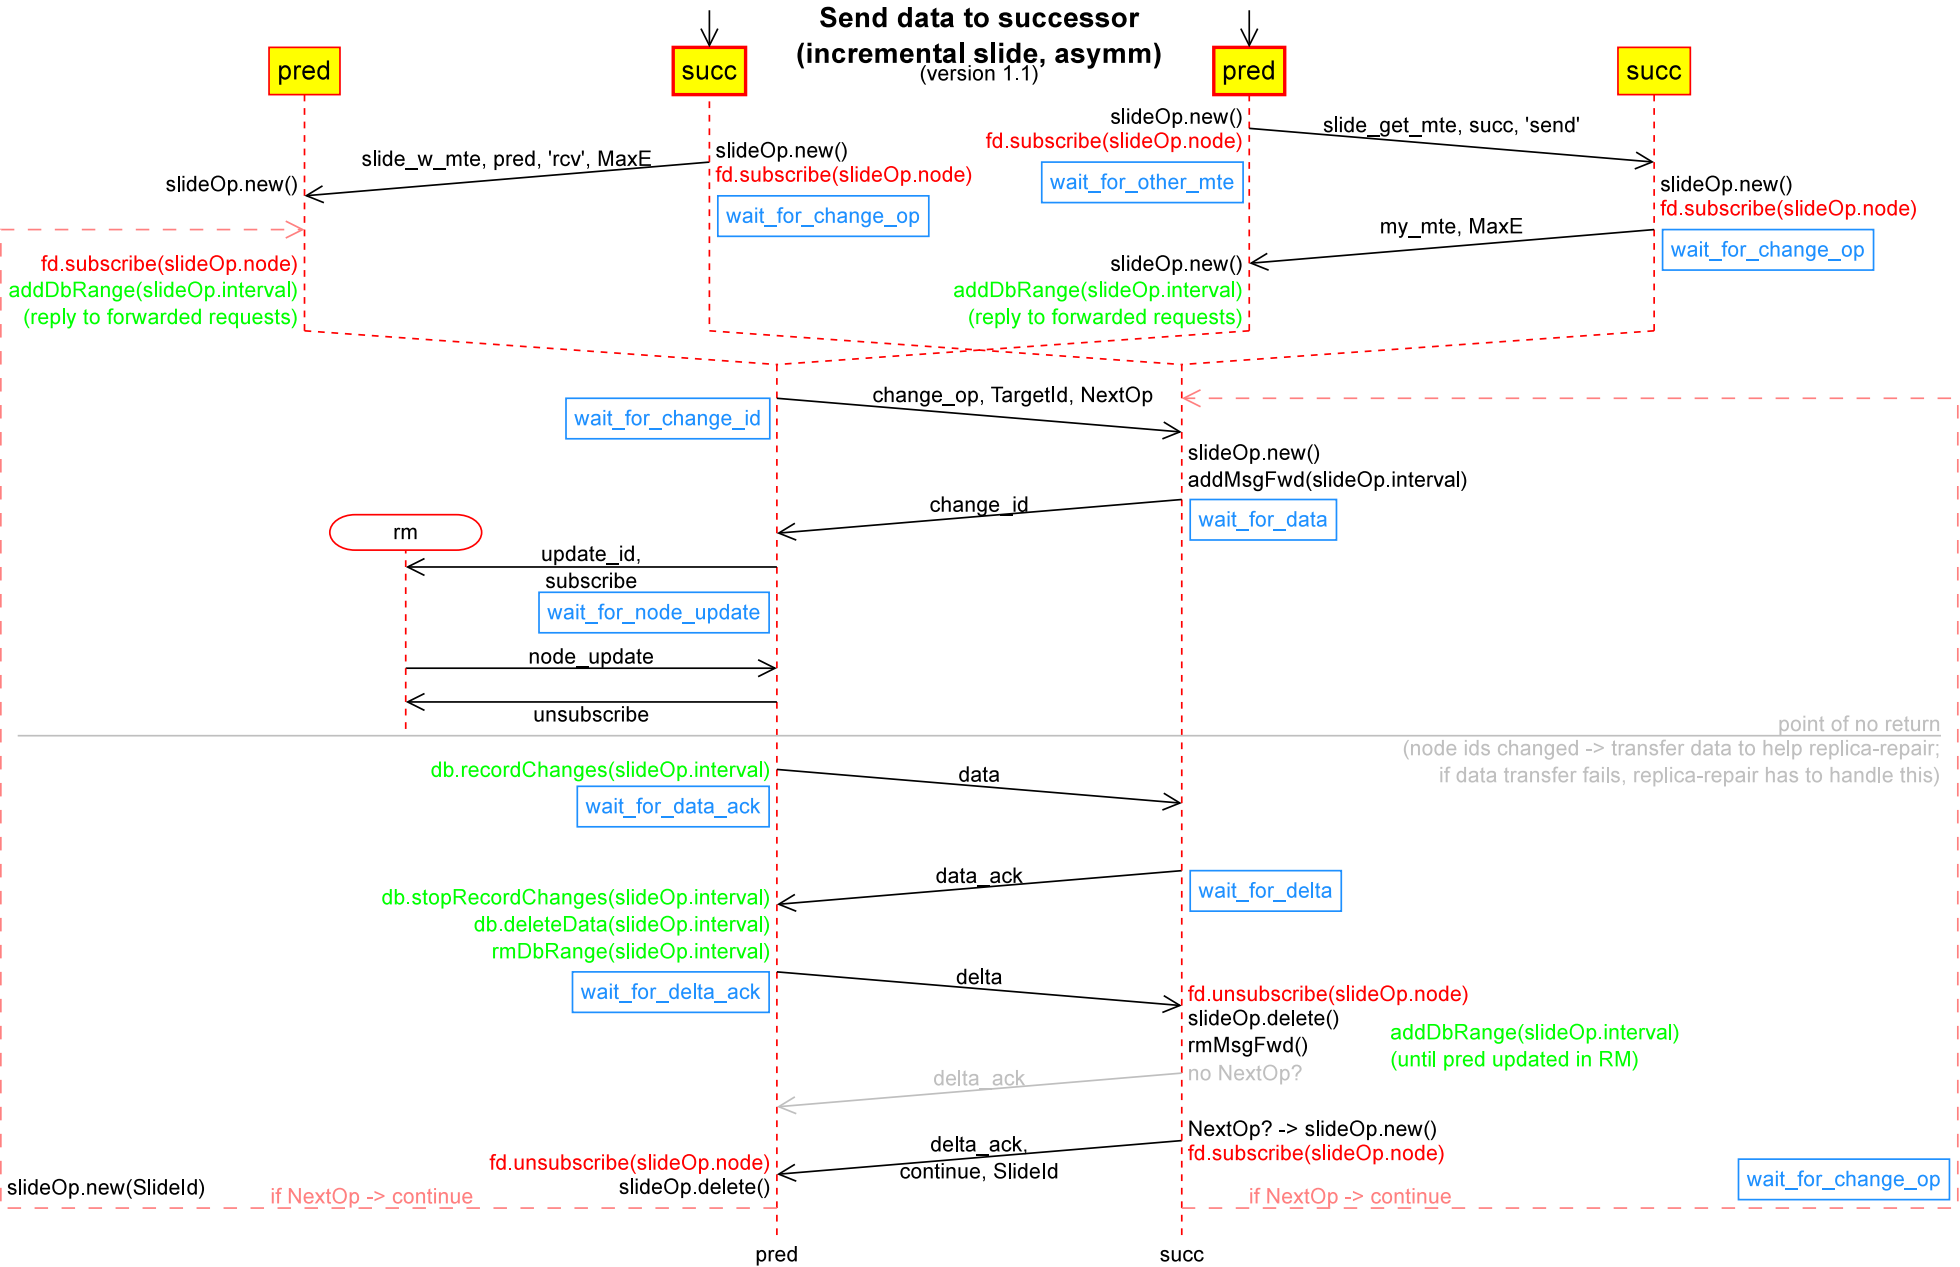 Send data to successor
(incremental slide, asymm)
(version 1.1)
pred
succ
pred
succ
slideOp.new()
fd.subscribe(slideOp.node)
wait_for_other_mte
slide_get_mte, succ, 'send'
slide_w_mte, pred, 'rcv', MaxE
slideOp.new()
slideOp.new()
fd.subscribe(slideOp.node)
wait_for_change_op
slideOp.new()
fd.subscribe(slideOp.node)
wait_for_change_op
my_mte, MaxE
fd.subscribe(slideOp.node)
addDbRange(slideOp.interval)
(reply to forwarded requests)
slideOp.new()
addDbRange(slideOp.interval)
(reply to forwarded requests)
change_op, TargetId, NextOp
wait_for_change_id
slideOp.new()
addMsgFwd(slideOp.interval)
change_id
wait_for_data
rm
update_id,
subscribe
wait_for_node_update
node_update
unsubscribe
point of no return
(node ids changed -> transfer data to help replica-repair;
if data transfer fails, replica-repair has to handle this)
db.recordChanges(slideOp.interval)
data
wait_for_data_ack
data_ack
wait_for_delta
db.stopRecordChanges(slideOp.interval)
db.deleteData(slideOp.interval)
rmDbRange(slideOp.interval)
wait_for_delta_ack
delta
fd.unsubscribe(slideOp.node)
slideOp.delete()
rmMsgFwd()
addDbRange(slideOp.interval)
(until pred updated in RM)
no NextOp?
delta_ack
NextOp? -> slideOp.new()
fd.subscribe(slideOp.node)
delta_ack,
continue, SlideId
fd.unsubscribe(slideOp.node)
slideOp.delete()
slideOp.new(SlideId)
if NextOp -> continue
if NextOp -> continue
wait_for_change_op
pred
succ